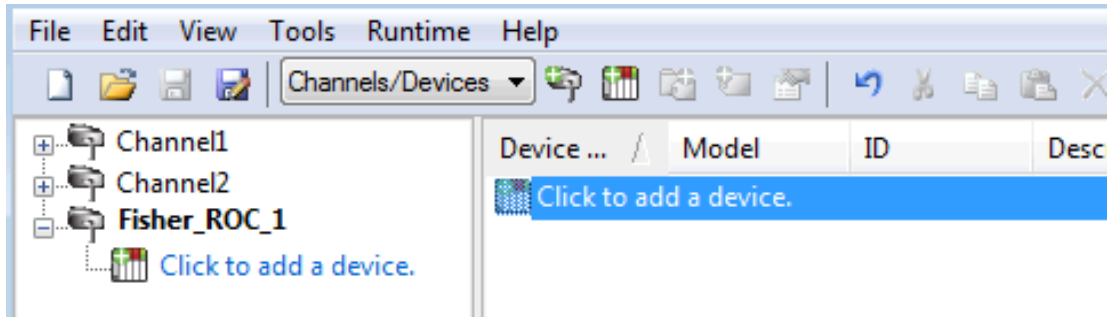 File Edit View Tools Runtime Help
Channels/Devices
Channel1
Channel2
Fisher_ROC_1
Click to add a device.
Device ... Model ID Desc
Click to add a device.